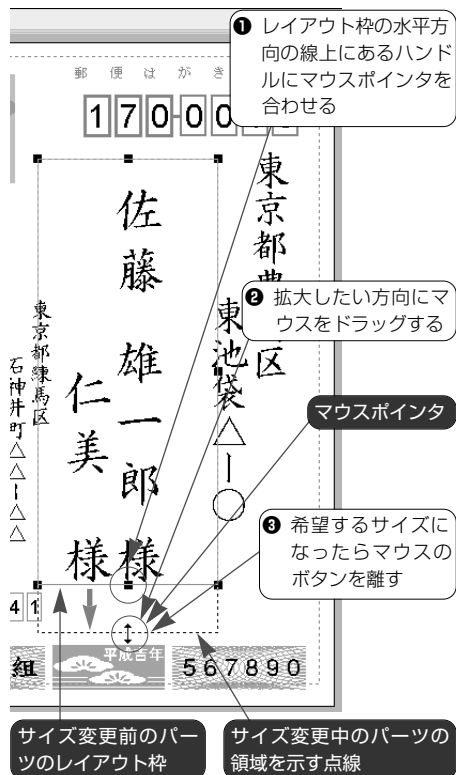 ❶ レイアウト枠の水平方
向の線上にあるハンド
ルにマウスポインタを
合わせる
郵 便 は が き
170-00
東京都豊 区
東池袋△ー○
佐藤 雄一郎 様
仁美 様
東京都練馬区
石神井町△△ー△△
41
❷ 拡大したい方向にマ
ウスをドラッグする
マウスポインタ
❸ 希望するサイズに
なったらマウスの
ボタンを離す
組
平成吉年
567890
サイズ変更前のパー
ツのレイアウト枠
サイズ変更中のパーツの
領域を示す点線